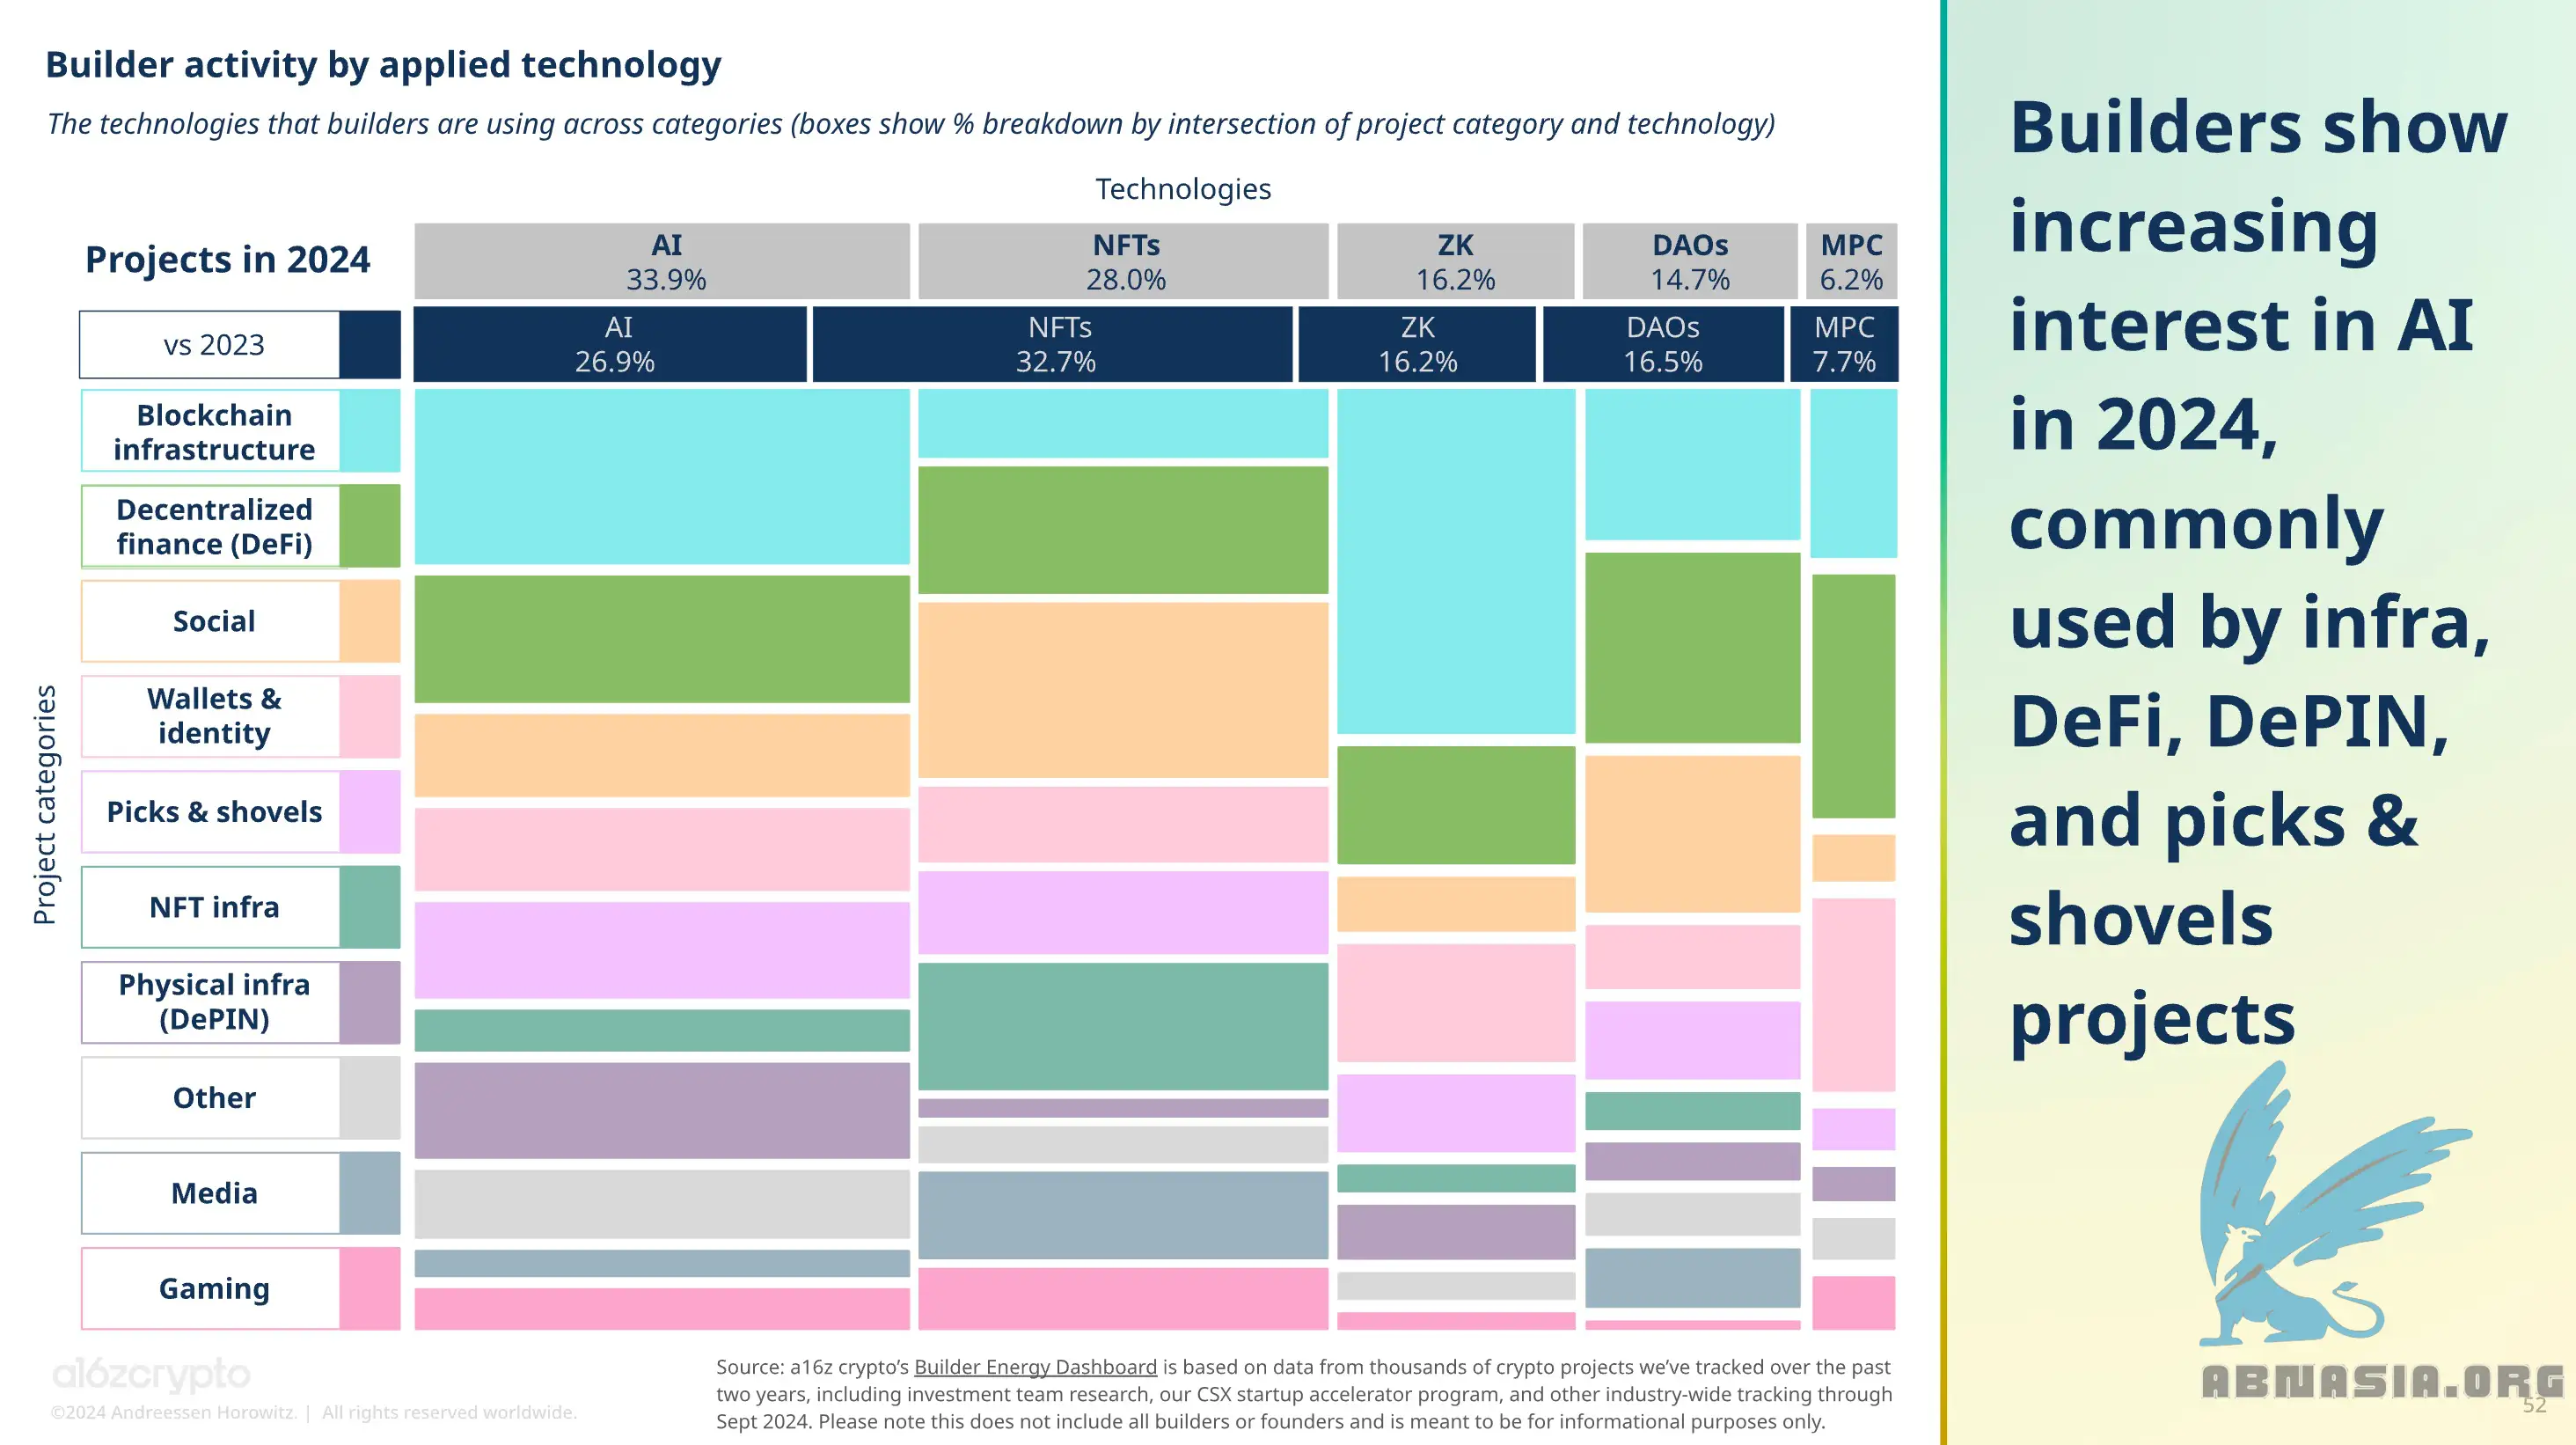 Builder activity by applied technology
The technologies that builders are using across categories (boxes show % breakdown by intersection of project category and technology)
Technologies
Projects in 2024
AI
33.9%
NFTs
28.0%
ZK
16.2%
DAOs
14.7%
MPC
6.2%
vs 2023
AI
26.9%
NFTs
32.7%
ZK
16.2%
DAOs
16.5%
MPC
7.7%
Project categories
Blockchain
infrastructure
Decentralized
finance (DeFi)
Social
Wallets &
identity
Picks & shovels
NFT infra
Physical infra
(DePIN)
Other
Media
Gaming
a16zcrypto
©2024 Andreessen Horowitz. | All rights reserved worldwide.
Source: a16z crypto’s Builder Energy Dashboard is based on data from thousands of crypto projects we’ve tracked over the past
two years, including investment team research, our CSX startup accelerator program, and other industry-wide tracking through
Sept 2024. Please note this does not include all builders or founders and is meant to be for informational purposes only.
Builders show
increasing
interest in AI
in 2024,
commonly
used by infra,
DeFi, DePIN,
and picks &
shovels
projects
ABNASIA.ORG
52